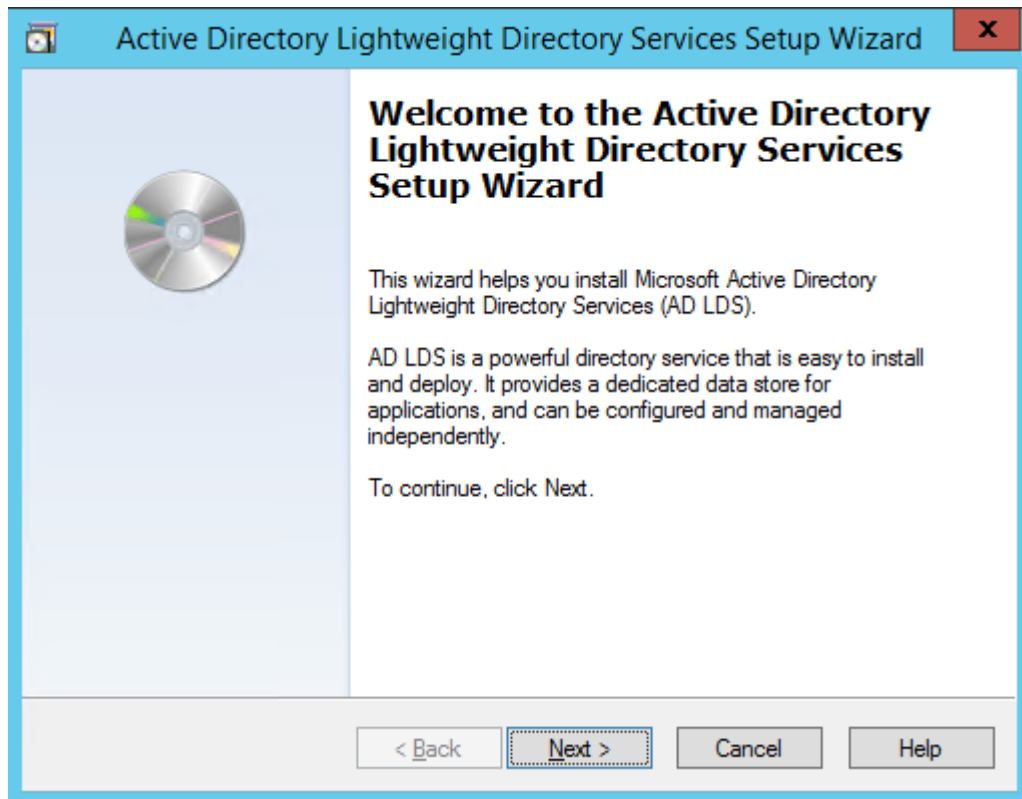 Active Directory Lightweight Directory Services Setup Wizard
x
Welcome to the Active Directory
Lightweight Directory Services
Setup Wizard
This wizard helps you install Microsoft Active Directory
Lightweight Directory Services (AD LDS).
AD LDS is a powerful directory service that is easy to install
and deploy. It provides a dedicated data store for
applications, and can be configured and managed
independently.
To continue, click Next.
< Back Next > Cancel Help